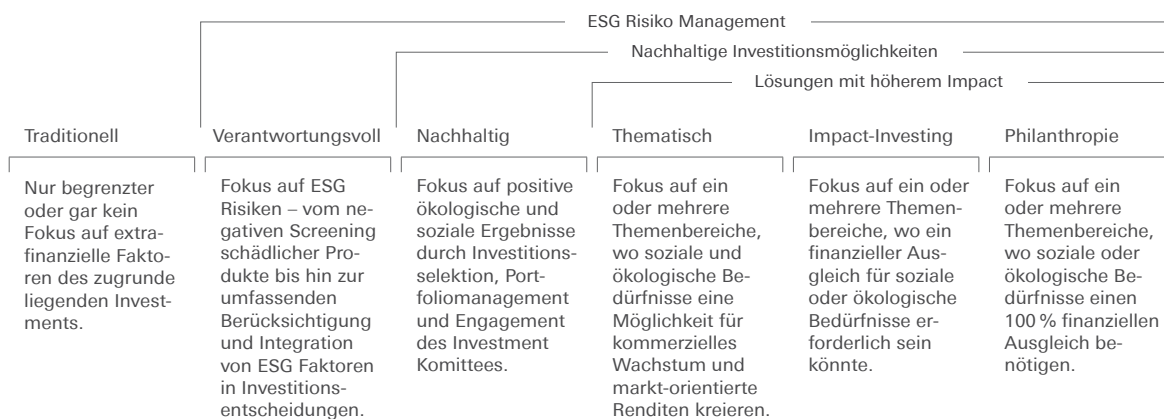 ESG Risiko Management
Nachhaltige Investitionsmöglichkeiten
Lösungen mit höherem Impact
Traditionell
Nur begrenzter
oder gar kein
Fokus auf extra-
finanzielle Fakto-
ren des zugrunde
liegenden Invest-
ments.
Verantwortungsvoll
Fokus auf ESG
Risiken – vom ne-
gativen Screening
schädlicher Pro-
dukte bis hin zur
umfassenden
Berücksichtigung
und Integration
von ESG Faktoren
in Investitions-
entscheidungen.
Nachhaltig
Fokus auf positive
ökologische und
soziale Ergebnisse
durch Investitions-
selektion, Port-
foliomanagement
und Engagement
des Investment
Komittees.
Thematisch
Fokus auf ein
oder mehrere
Themenbereiche,
wo soziale und
ökologische Be-
dürfnisse eine
Möglichkeit für
kommerzielles
Wachstum und
markt-orientierte
Renditen kreieren.
Impact-Investing
Fokus auf ein oder
mehrere Themen-
bereiche, wo ein
finanzieller Aus-
gleich für soziale
oder ökologische
Bedürfnisse er-
forderlich sein
könnte.
Philanthropie
Fokus auf ein
oder mehrere
Themenbereiche,
wo soziale oder
ökologische Be-
dürfnisse einen
100 % finanziellen
Ausgleich be-
nötigen.